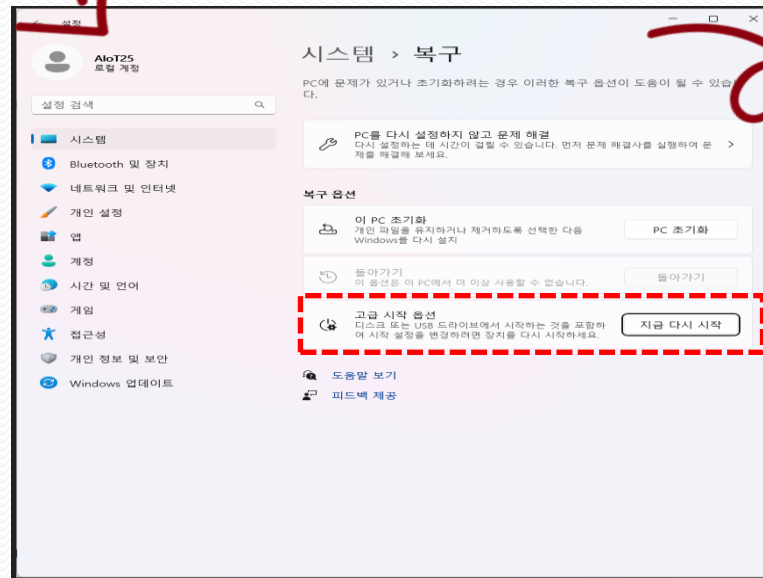 설정
AIoT25
로컬 계정
설정 검색
시스템
Bluetooth 및 장치
네트워크 및 인터넷
개인 설정
앱
계정
시간 및 언어
게임
접근성
개인 정보 및 보안
Windows 업데이트
시스템 > 복구
PC에 문제가 있거나 초기화하려는 경우 이러한 복구 옵션이 도움이 될 수 있습
다.
PC를 다시 설정하지 않고 문제 해결
다시 설정하는 데 시간이 걸릴 수 있습니다. 먼저 문제 해결사를 실행하여 문
제를 해결해 보세요.
복구 옵션
이 PC 초기화
개인 파일을 유지하거나 제거하도록 선택한 다음
Windows를 다시 설치
PC 초기화
돌아가기
이 옵션은 이 PC에서 더 이상 사용할 수 없습니다.
돌아가기
고급 시작 옵션
디스크 또는 USB 드라이브에서 시작하는 것을 포함하
여 시작 설정을 변경하려면 장치를 다시 시작하세요.
지금 다시 시작
도움말 보기
피드백 제공